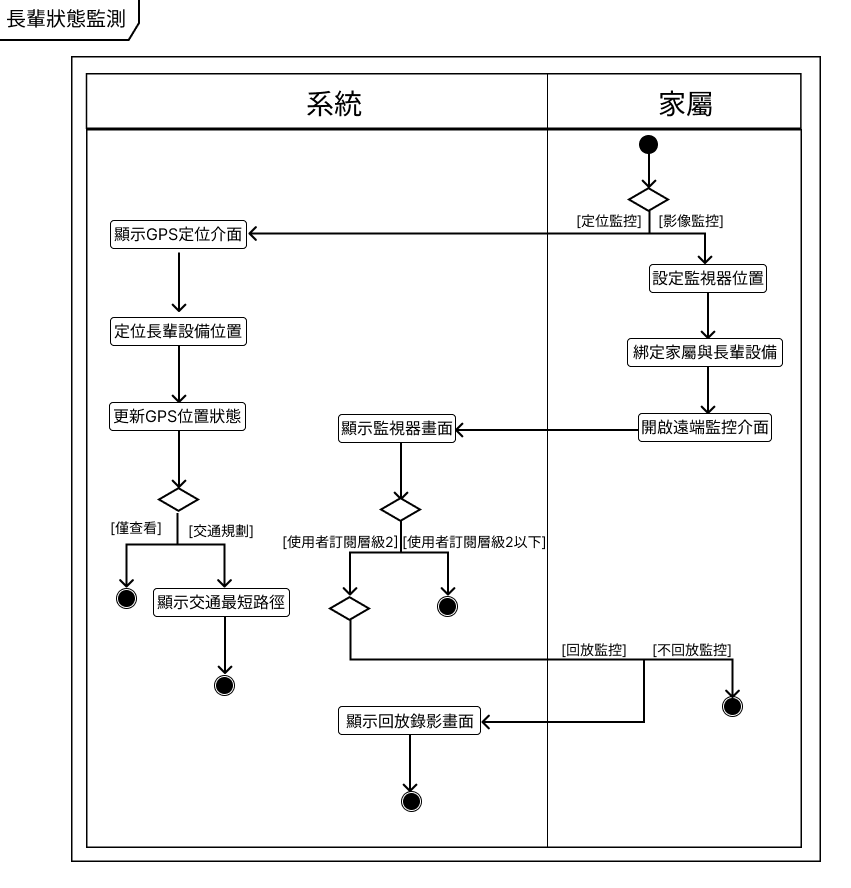 長輩狀態監測
系統
家屬
[定位監控]
[影像監控]
顯示GPS定位介面
設定監視器位置
定位長輩設備位置
綁定家屬與長輩設備
更新GPS位置狀態
顯示監視器畫面
開啟遠端監控介面
[僅查看]
[交通規劃]
[使用者訂閱層級2]
[使用者訂閱層級2以下]
顯示交通最短路徑
[回放監控]
[不回放監控]
顯示回放錄影畫面